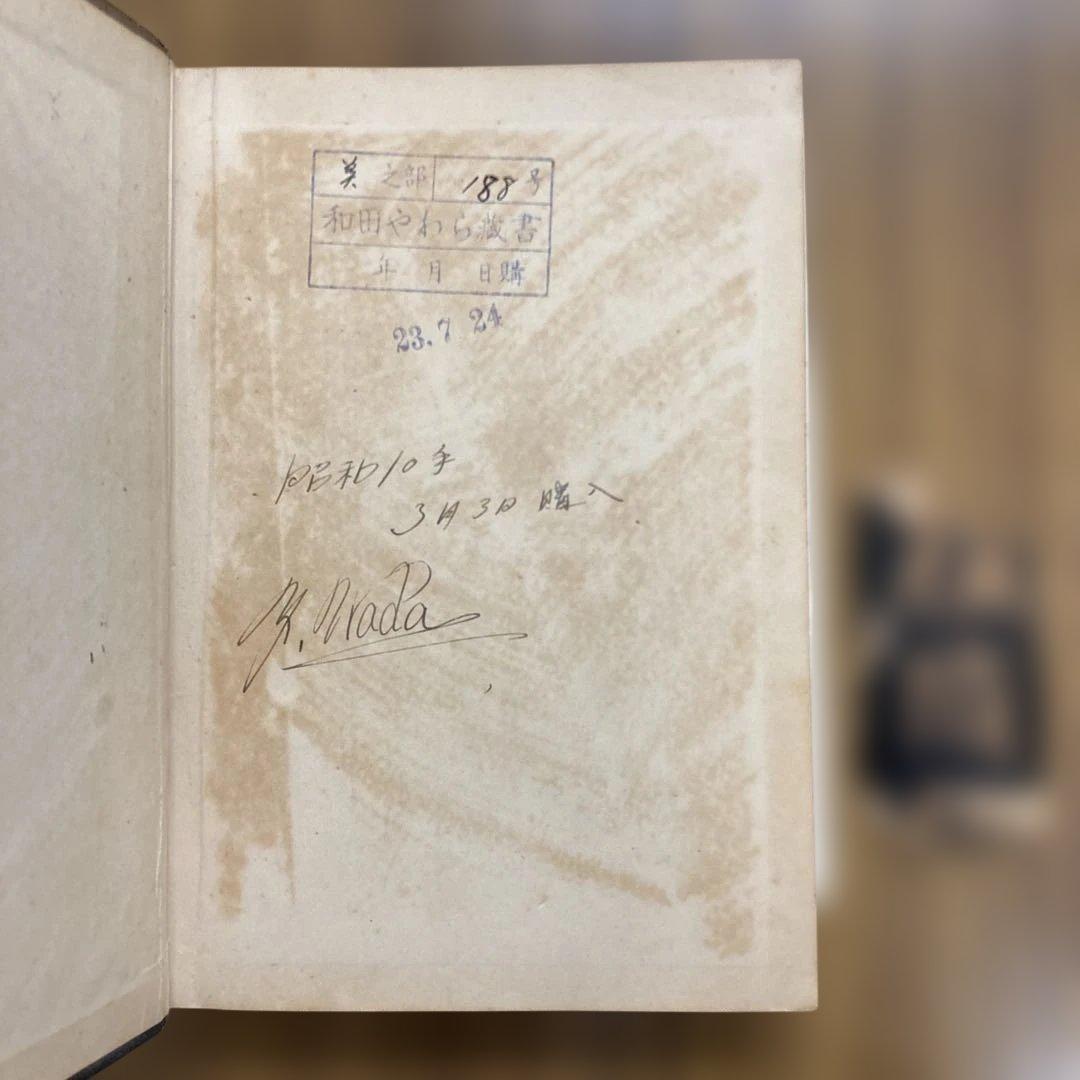 英 之部 188号
和田やわら蔵書
年 月 日購
23.7 24
昭和10年
3月3日 購入
Y. Wada